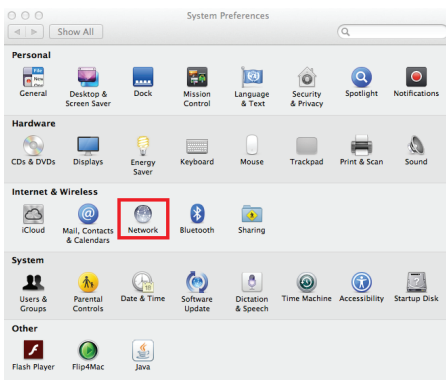 System Preferences
Show All
Personal
General
Desktop &
Screen Saver
Dock
Mission
Control
Language
& Text
Security
& Privacy
Spotlight
Notifications
Hardware
CDs & DVDs
Displays
Energy
Saver
Keyboard
Mouse
Trackpad
Print & Scan
Sound
Internet & Wireless
iCloud
Mail, Contacts
& Calendars
Network
Bluetooth
Sharing
System
Users &
Groups
Parental
Controls
Date & Time
Software
Update
Dictation
& Speech
Time Machine
Accessibility
Startup Disk
Other
Flash Player
Flip4Mac
Java